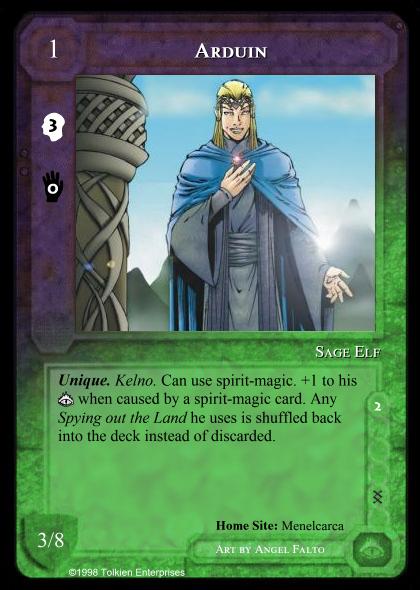 1
Arduin
3
0
Sage Elf
Unique. Kelno. Can use spirit-magic. +1 to his
when caused by a spirit-magic card. Any
Spying out the Land he uses is shuffled back
into the deck instead of discarded.
2
Home Site: Menelcarca
3/8
Art by Angel Falto
©1998 Tolkien Enterprises